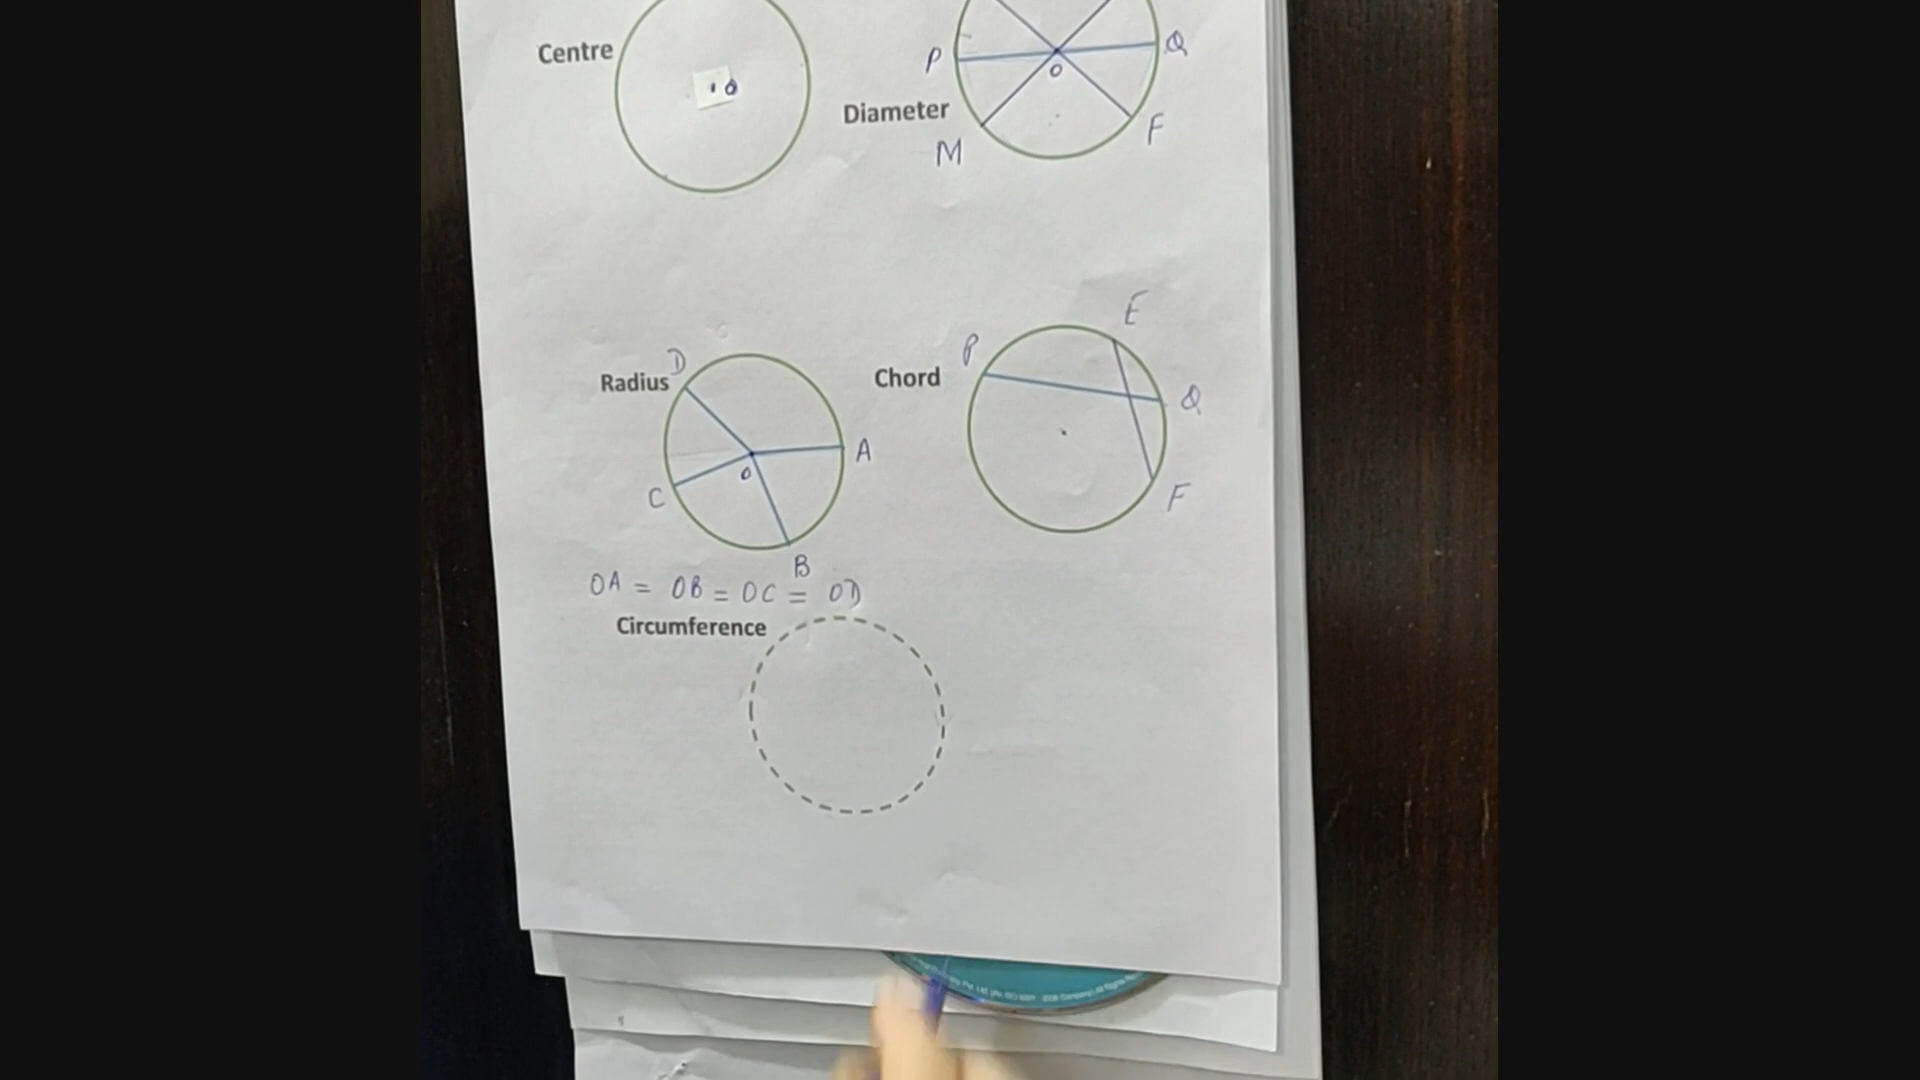 Centre
O
P
Q
O
Diameter
M
F
D
Radius
A
O
C
B
Chord
P
E
Q
F
OA = OB = OC = OD
Circumference